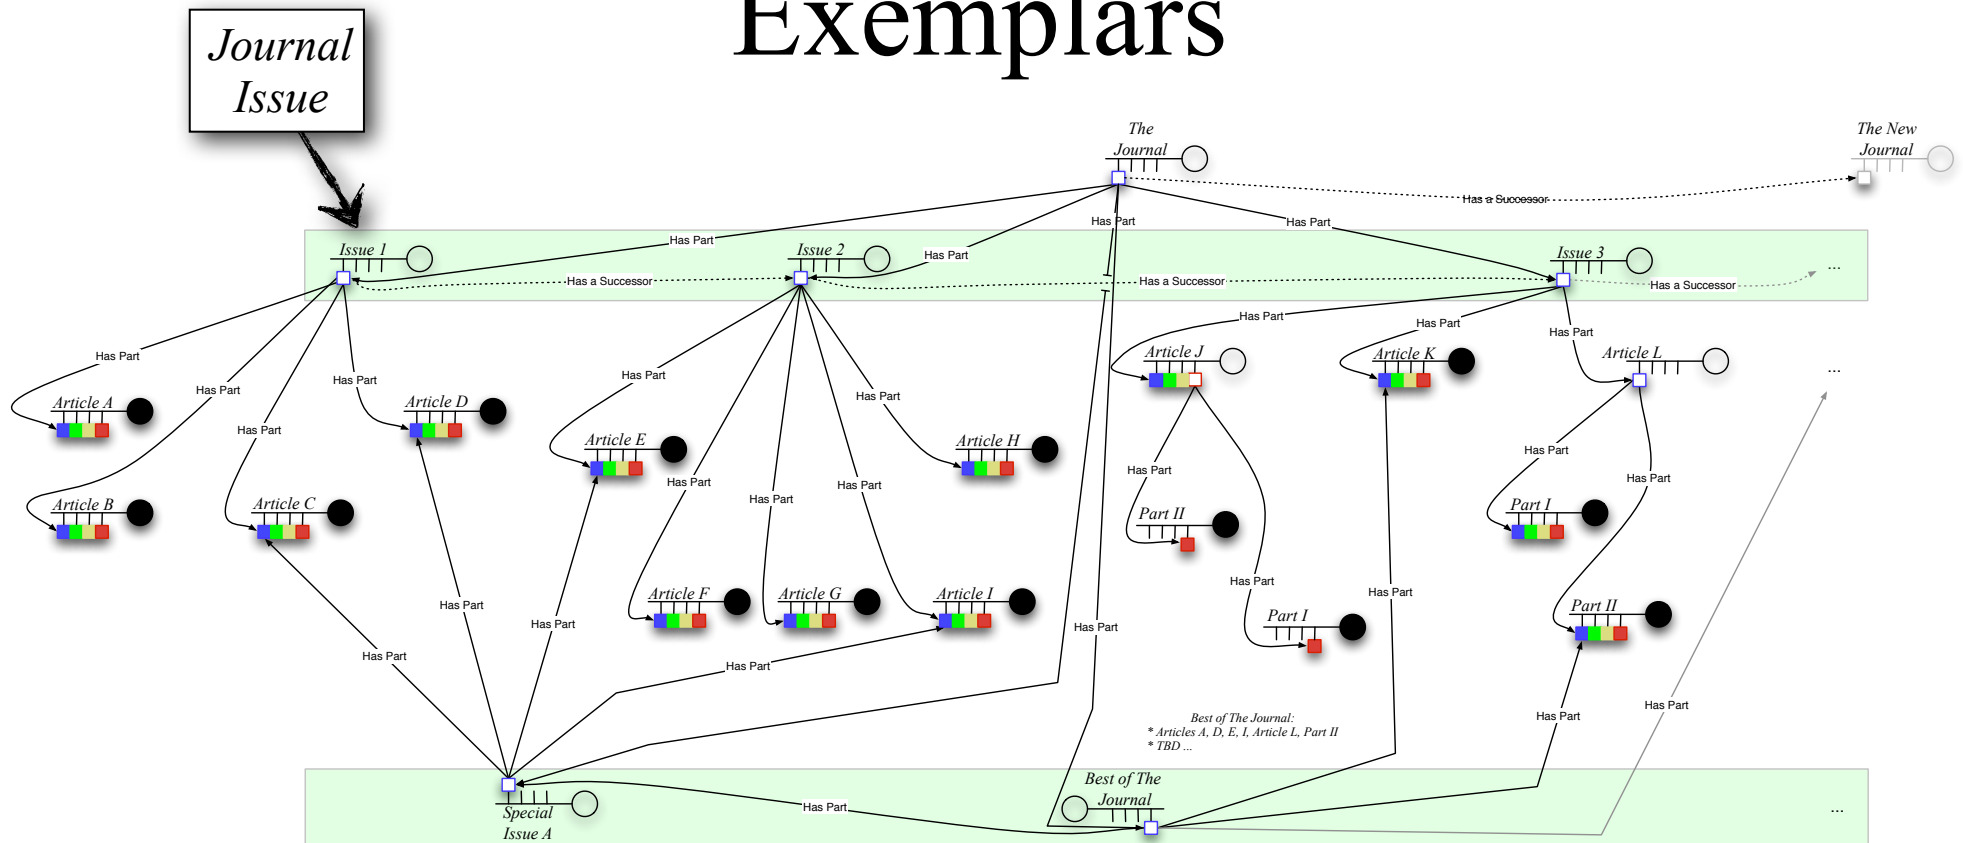 Exemplars
Journal
Issue
The
Journal
The New
Journal
Has a Successor
Has Part
Has Part
Has Part
Has Part
Issue 1
Issue 2
Issue 3
Has a Successor
Has a Successor
Has a Successor
...
Has Part
Has Part
Has Part
Has Part
Has Part
Has Part
Has Part
Has Part
Has Part
Has Part
Has Part
Has Part
Article J
Article K
Article L
...
Article A
Article D
Article E
Article H
Article B
Article C
Has Part
Has Part
Has Part
Has Part
Part II
Part I
Article F
Article G
Article I
Has Part
Part I
Part II
Has Part
Has Part
Has Part
Has Part
Has Part
Has Part
Has Part
Has Part
Best of The Journal:
* Articles A, D, E, I, Article L, Part II
* TBD ...
Special
Issue A
Has Part
Best of The
Journal
...